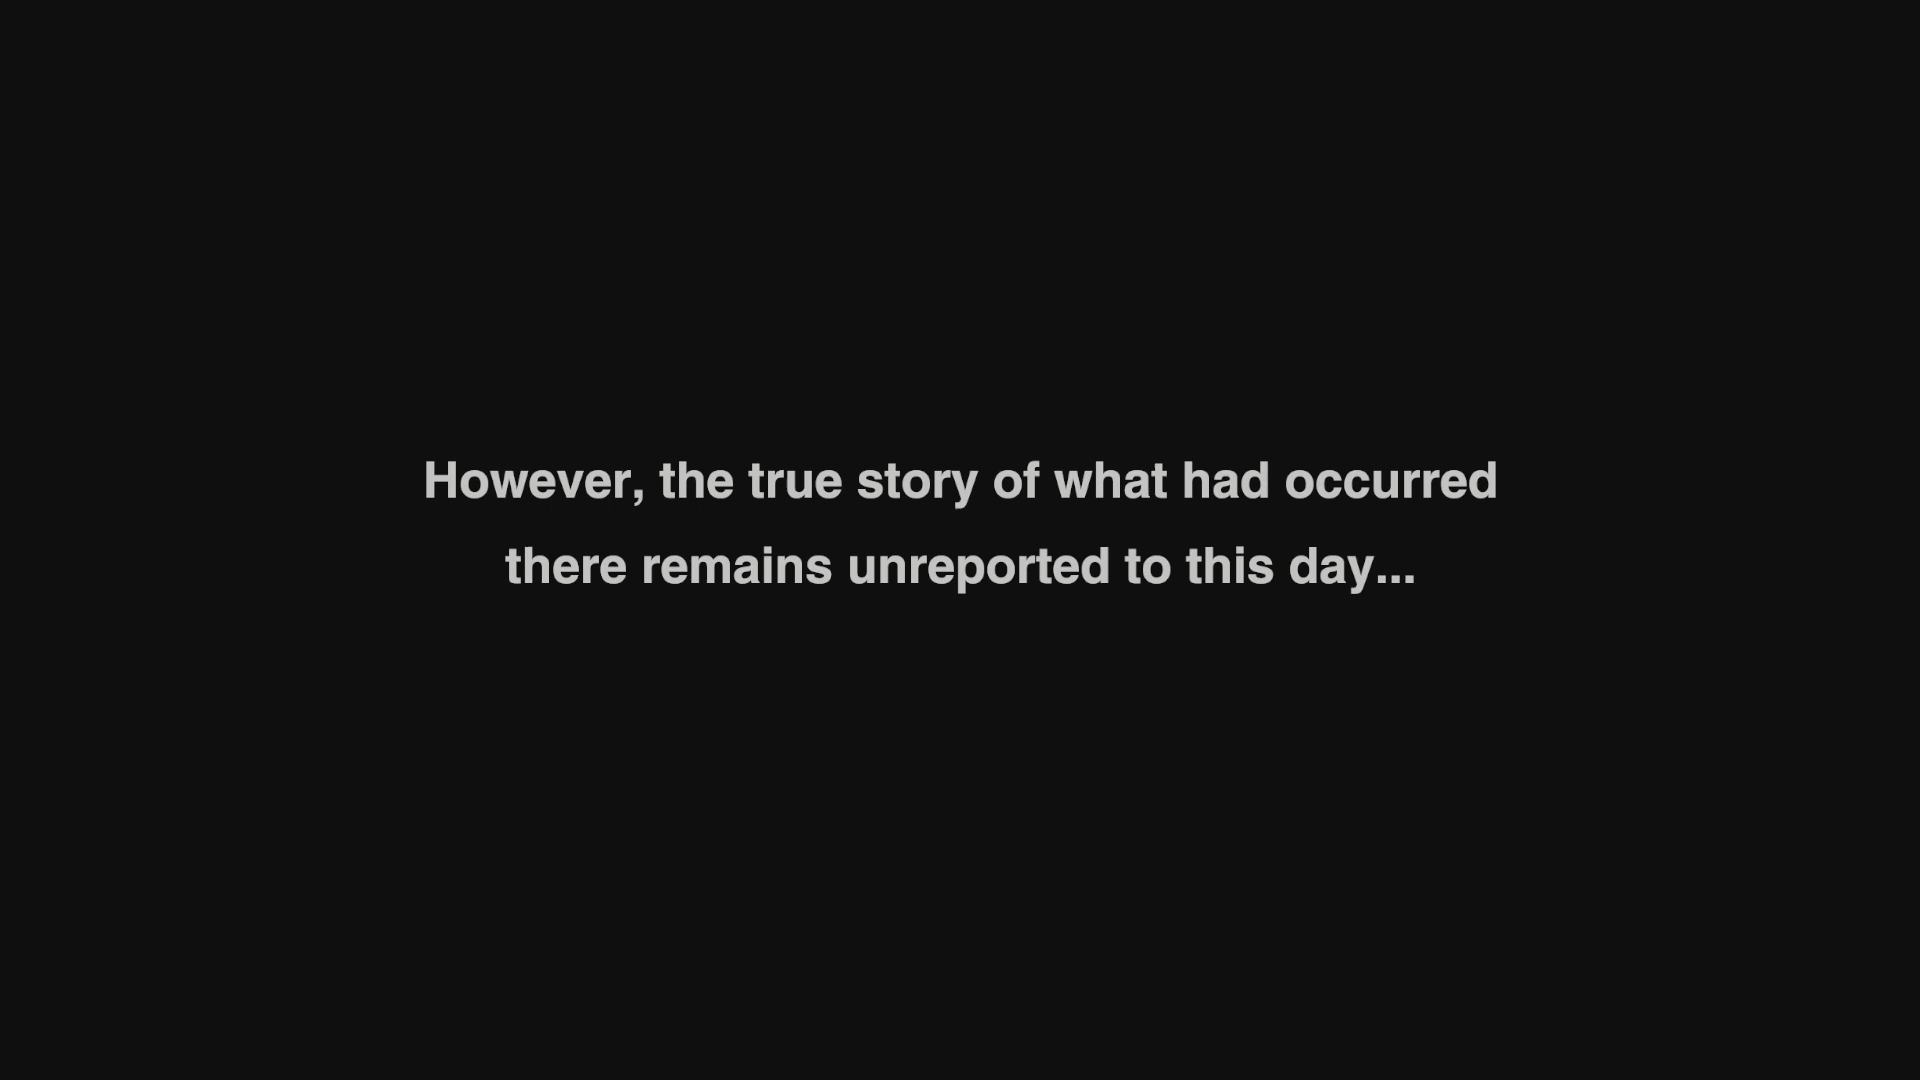 However, the true story of what had occurred
there remains unreported to this day...